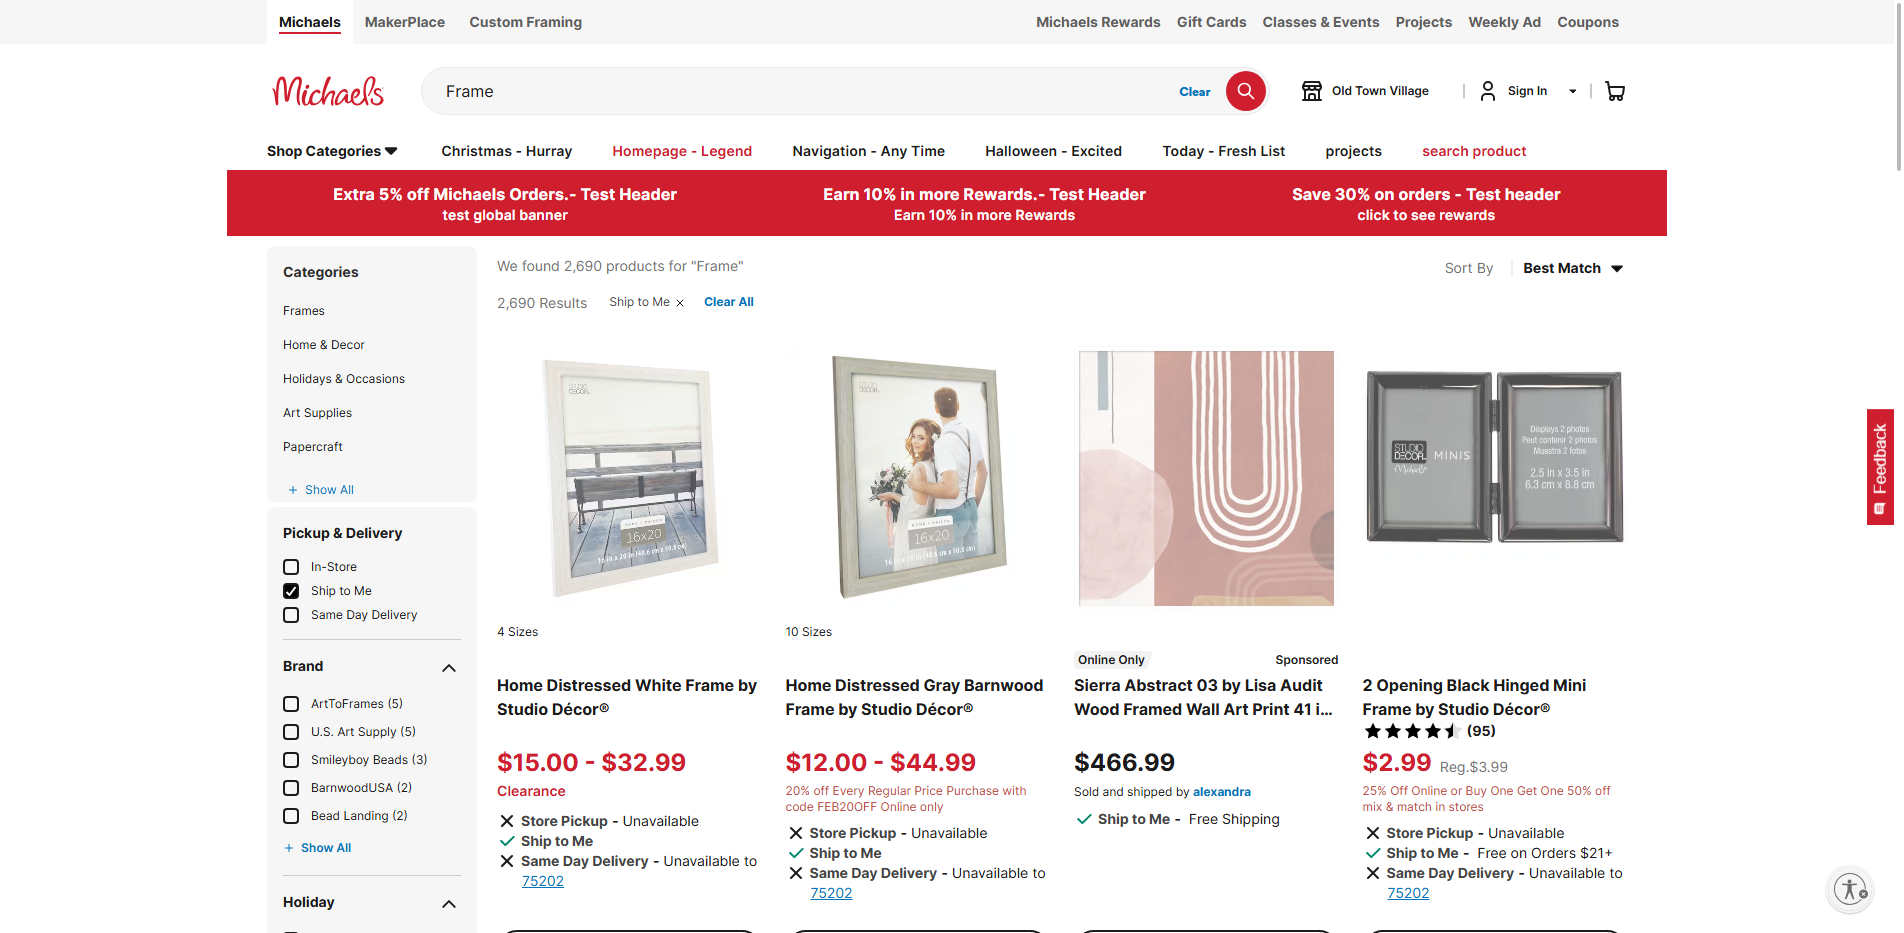 Michaels
MakerPlace
Custom Framing
Michaels Rewards
Gift Cards
Classes & Events
Projects
Weekly Ad
Coupons
Michaels
Frame
Clear
Old Town Village
Sign In
Shop Categories
Christmas - Hurray
Homepage - Legend
Navigation - Any Time
Halloween - Excited
Today - Fresh List
projects
search product
Extra 5% off Michaels Orders.- Test Header
test global banner
Earn 10% in more Rewards.- Test Header
Earn 10% in more Rewards
Save 30% on orders - Test header
click to see rewards
Categories
Frames
Home & Decor
Holidays & Occasions
Art Supplies
Papercraft
+ Show All
Pickup & Delivery
In-Store
Ship to Me
Same Day Delivery
Brand
ArtToFrames (5)
U.S. Art Supply (5)
Smileyboy Beads (3)
BarnwoodUSA (2)
Bead Landing (2)
+ Show All
Holiday
We found 2,690 products for "Frame"
Sort By
Best Match
2,690 Results
Ship to Me
Clear All
STUDIO
DECOR
HOME • MAISON
16x20
16 in x 20 in (40.6 cm x 50.8 cm)
4 Sizes
Home Distressed White Frame by
Studio Décor®
$15.00 - $32.99
Clearance
Store Pickup - Unavailable
Ship to Me
Same Day Delivery - Unavailable to
75202
STUDIO
DECOR
HOME • MAISON
16x20
16 in x 20 in (40.6 cm x 50.8 cm)
10 Sizes
Home Distressed Gray Barnwood
Frame by Studio Décor®
$12.00 - $44.99
20% off Every Regular Price Purchase with
code FEB20OFF Online only
Store Pickup - Unavailable
Ship to Me
Same Day Delivery - Unavailable to
75202
Online Only
Sponsored
Sierra Abstract 03 by Lisa Audit
Wood Framed Wall Art Print 41 i...
$466.99
Sold and shipped by alexandra
Ship to Me - Free Shipping
STUDIO
DECOR
Michaels
MINIS
Displays 2 photos
Peut contenir 2 photos
Muestra 2 fotos
2.5 in x 3.5 in
6.3 cm x 8.8 cm
2 Opening Black Hinged Mini
Frame by Studio Décor®
(95)
$2.99 Reg.$3.99
25% Off Online or Buy One Get One 50% off
mix & match in stores
Store Pickup - Unavailable
Ship to Me - Free on Orders $21+
Same Day Delivery - Unavailable to
75202
Feedback